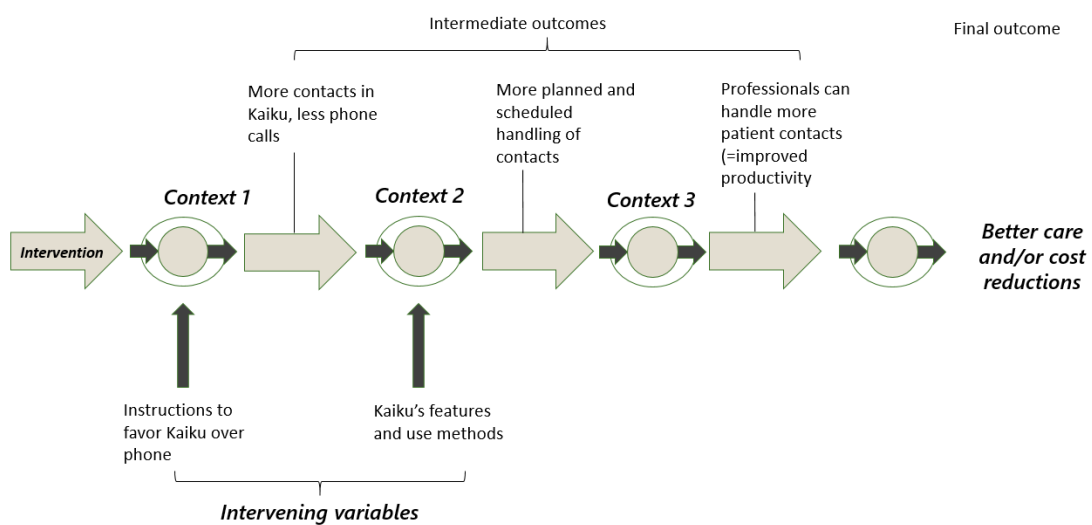 Intermediate outcomes
Final outcome
More contacts in
Kaiku, less phone
calls
More planned and
scheduled
handling of
contacts
Professionals can
handle more
patient contacts
(=improved
productivity
Context 1
Context 2
Context 3
Intervention
Better care
and/or cost
reductions
Instructions to
favor Kaiku over
phone
Kaiku’s features
and use methods
Intervening variables